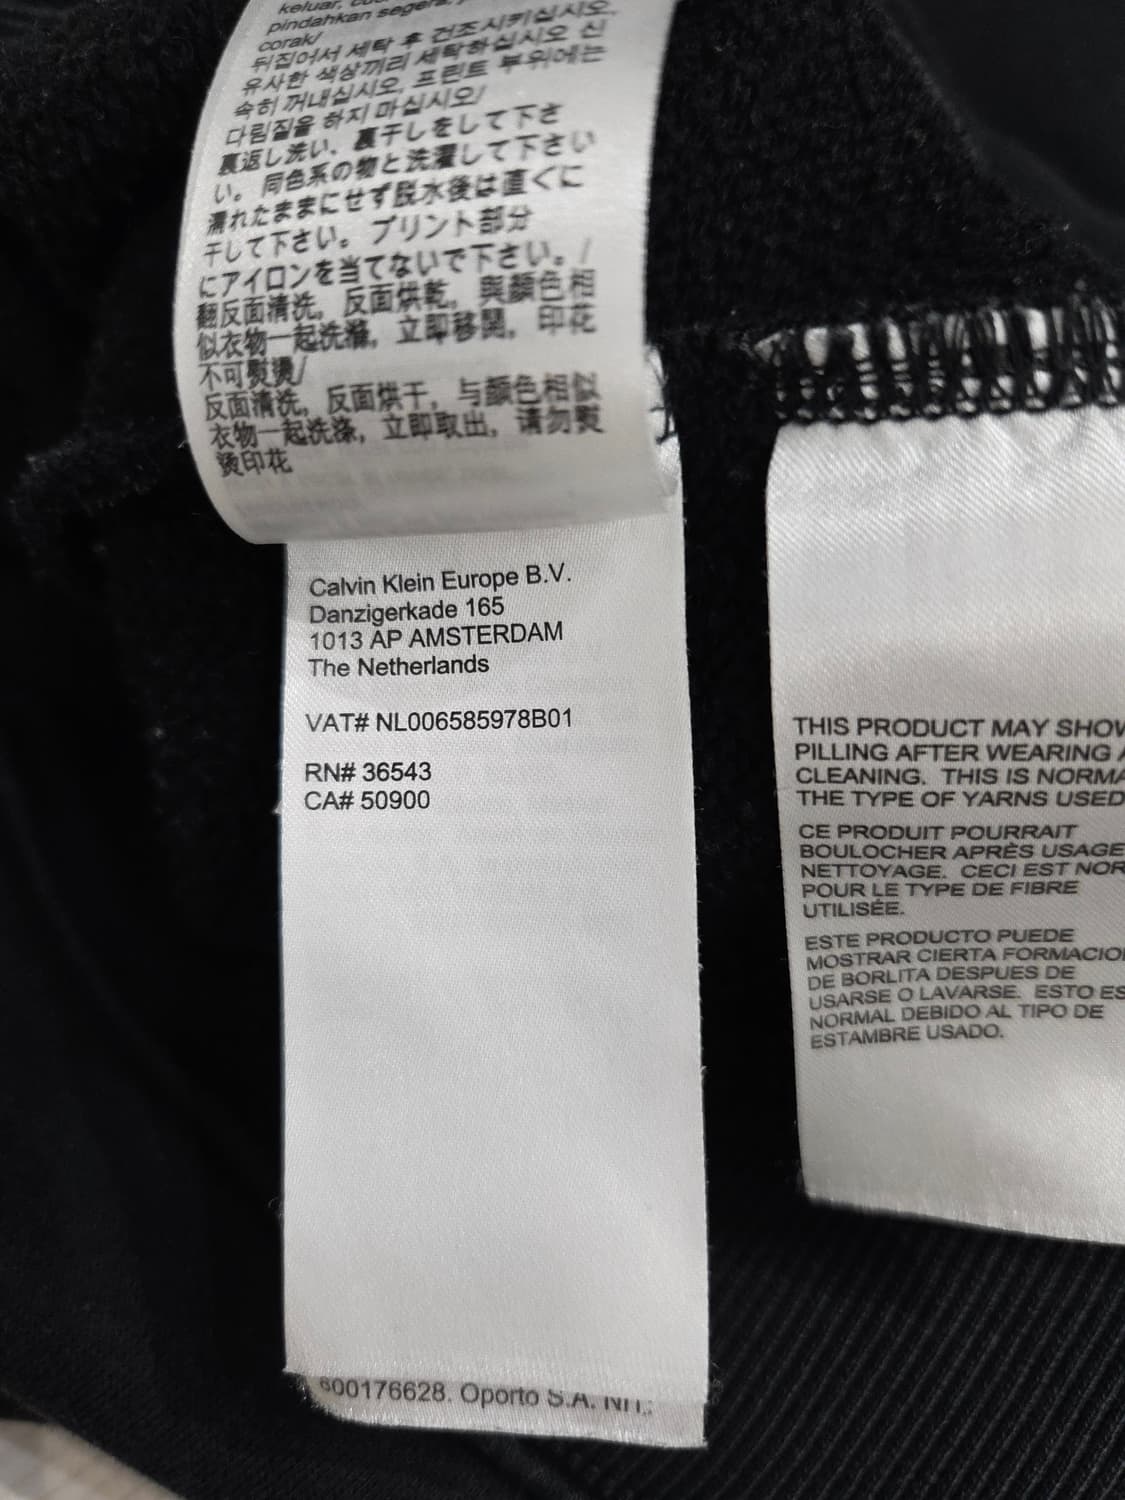 keluar,
pindahkan segera,
corak/
뒤집어서 세탁 후 건조시키십시오.
유사한 색상끼리 세탁하십시오 신
속히 꺼내십시오, 프린트 부위에는
다림질을 하지 마십시오/
裏返し洗い、裏干しをして下さ
い。同色系の物と洗濯して下さい
濡れたままにせず脱水後は直ぐに
干して下さい。プリント部分
にアイロンを当てないで下さい。/
翻反面清洗，反面烘乾，與顏色相
似衣物一起洗滌，立即移開，印花
不可熨燙/
反面清洗，反面烘干，与颜色相似
衣物一起洗涤，立即取出，请勿熨
烫印花
Calvin Klein Europe B.V.
Danzigerkade 165
1013 AP AMSTERDAM
The Netherlands
VAT# NL006585978B01
RN# 36543
CA# 50900
600176628. Oporto S.A. NIT.:
THIS PRODUCT MAY SHOW
PILLING AFTER WEARING
CLEANING. THIS IS NORMA
THE TYPE OF YARNS USED
CE PRODUIT POURRAIT
BOULOCHER APRÈS USAGE
NETTOYAGE. CECI EST NOR
POUR LE TYPE DE FIBRE
UTILISÉE.
ESTE PRODUCTO PUEDE
MOSTRAR CIERTA FORMACIO
DE BORLITA DESPUES DE
USARSE O LAVARSE. ESTO ES
NORMAL DEBIDO AL TIPO DE
ESTAMBRE USADO.